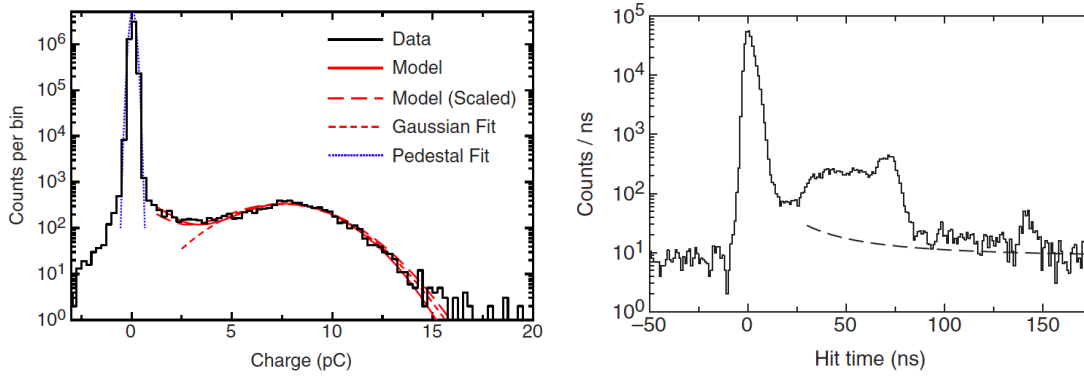 10^6
10^5
10^4
10^3
10^2
10^1
10^0
Counts per bin
Data
Model
Model (Scaled)
Gaussian Fit
Pedestal Fit
0
5
10
15
20
Charge (pC)
10^5
10^4
10^3
10^2
10^1
10^0
Counts / ns
−50
0
50
100
150
Hit time (ns)